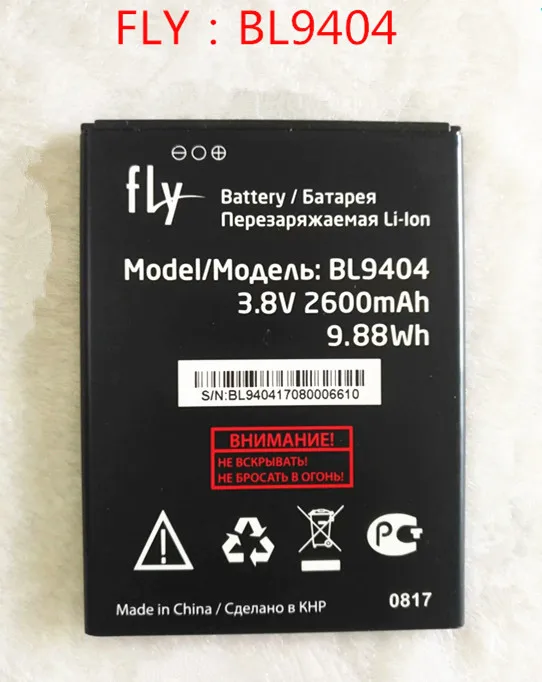 FLY：BL9404
fly
Battery / Батарея
Перезаряжаемая Li-Ion
Model/Модель: BL9404
3.8V 2600mAh
9.88Wh
S/N:BL940417080006610
ВНИМАНИЕ!
НЕ ВСКРЫВАТЬ!
НЕ БРОСАТЬ В ОГОНЬ!
PC
Made in China / Сделано в КНР
0817